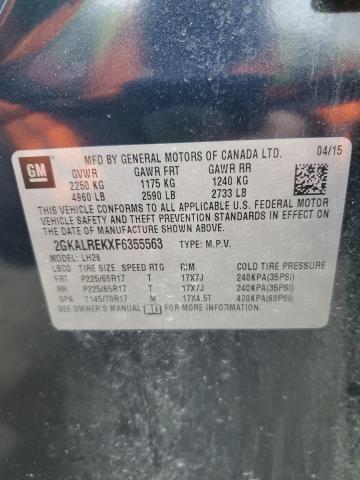 GM
MFD BY GENERAL MOTORS OF CANADA LTD.
04/15
GVWR GAWR FRT GAWR RR
2250 KG 1175 KG 1240 KG
4960 LB 2590 LB 2733 LB
THIS VEHICLE CONFORMS TO ALL APPLICABLE U.S. FEDERAL
MOTOR VEHICLE SAFETY, BUMPER, AND THEFT PREVENTION
STANDARDS IN EFFECT ON
THE DATE OF MANUFACTURE SHOWN ABOVE.
2GKALREKXF6355563 TYPE: M.P.V.
MODEL: LH26
LBCQ TIRE SIZE SPEED RTG RIM COLD TIRE PRESSURE
FRT P225/65R17 T 17X7J 240KPA(35PSI)
RR P225/65R17 T 17X7J 240KPA(35PSI)
SPA T145/70R17 M 17X4.5T 420KPA(60PSI)
SEE OWNER'S MANUAL FOR MORE INFORMATION.